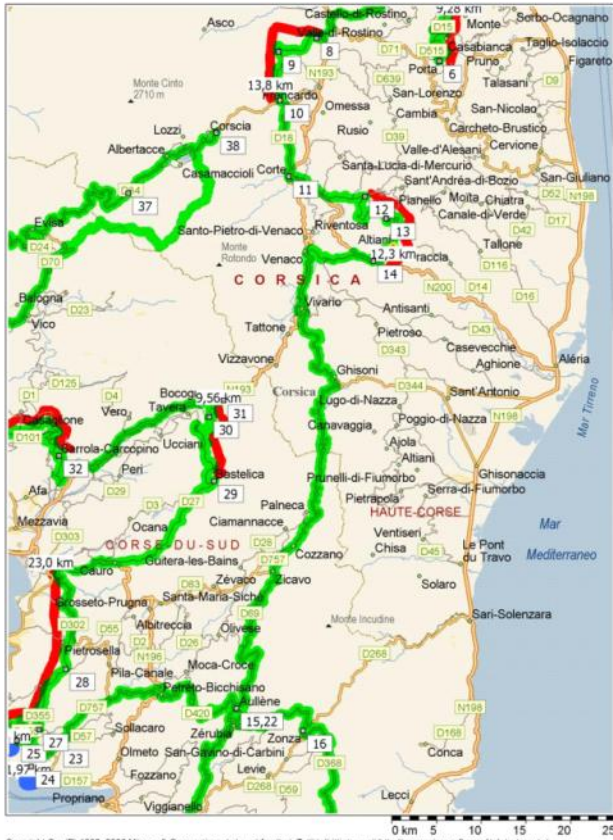 Asco
Castello-di-Rostino
9,28 km
Monte
Sorbo-Ocagnano
Valle-di-Rostino
D15
D71
D515
Casabianca
Taglio-Isolaccio
Figareto
8
9
N193
Porta
6
Pruno
Talasani
D9
Monte Cinto
2710 m
13,8 km
D639
San-Lorenzo
Cambia
San-Nicolao
10
Omessa
Rusio
D39
Carcheto-Brustico
Cervione
Lozzi
Corscia
D18
Valle-d'Alesani
Albertacce
38
Casamaccioli
Corte
Santa-Lucia-di-Mercurio
San-Giuliano
11
Sant'Andréa-di-Bozio
Moïta
Chiatra
D52
N198
37
12
Pianello
Canale-di-Verde
D17
Evisa
D24
Santo-Pietro-di-Venaco
Riventosa
13
D42
D70
Monte
Rotondo
Altiani
12,3 km
Tallone
Venaco
14
D116
CORSICA
N200
D14
D16
Balogna
D23
Vivario
Antisanti
Vico
Tattone
Pietroso
D43
D343
Casevecchie
Vizzavone
Aghione
Aléria
Ghisoni
D125
D1
D4
Bocog
N193
9,56 km
Corsica
D344
Sant'Antonio
Vero
Tavera
31
Lugo-di-Nazza
N198
D101
30
Canavaggia
Poggio-di-Nazza
Mar Tirreno
Sarrola-Carcopino
Ucciani
Ajola
32
Peri
Bastelica
Altiani
Ghisonaccia
Afa
D29
29
Prunelli-di-Fiumorbo
Serra-di-Fiumorbo
D3
D27
Pietrapola
Mezzavia
Ocana
Ciamannacce
Palneca
HAUTE-CORSE
Mar
Mediterraneo
D303
Ventiseri
CORSE-DU-SUD
D28
Chisa
D45
Le Pont
du Travo
23,0 km
Cauro
Guitera-les-Bains
D757
Cozzano
Zévaco
Zicavo
Solaro
D83
Santa-Maria-Siché
Grosseto-Prugna
D302
D55
Albitreccia
D69
Monte Incudine
Sari-Solenzara
D2
D26
Olivese
Pietrosella
N196
D268
Pila-Canale
Moca-Croce
28
Petreto-Bicchisano
D757
Aullène
N198
D355
D57
D420
15,22
km
27
Sollacaro
Zérubia
Zonza
16
D168
25
23
Olmeto
San-Gavino-di-Carbini
D368
Conca
24
D157
Fozzano
Levie
D268
Propriano
D59
Viggianello
Lecci
0 km
5
10
15
20
25